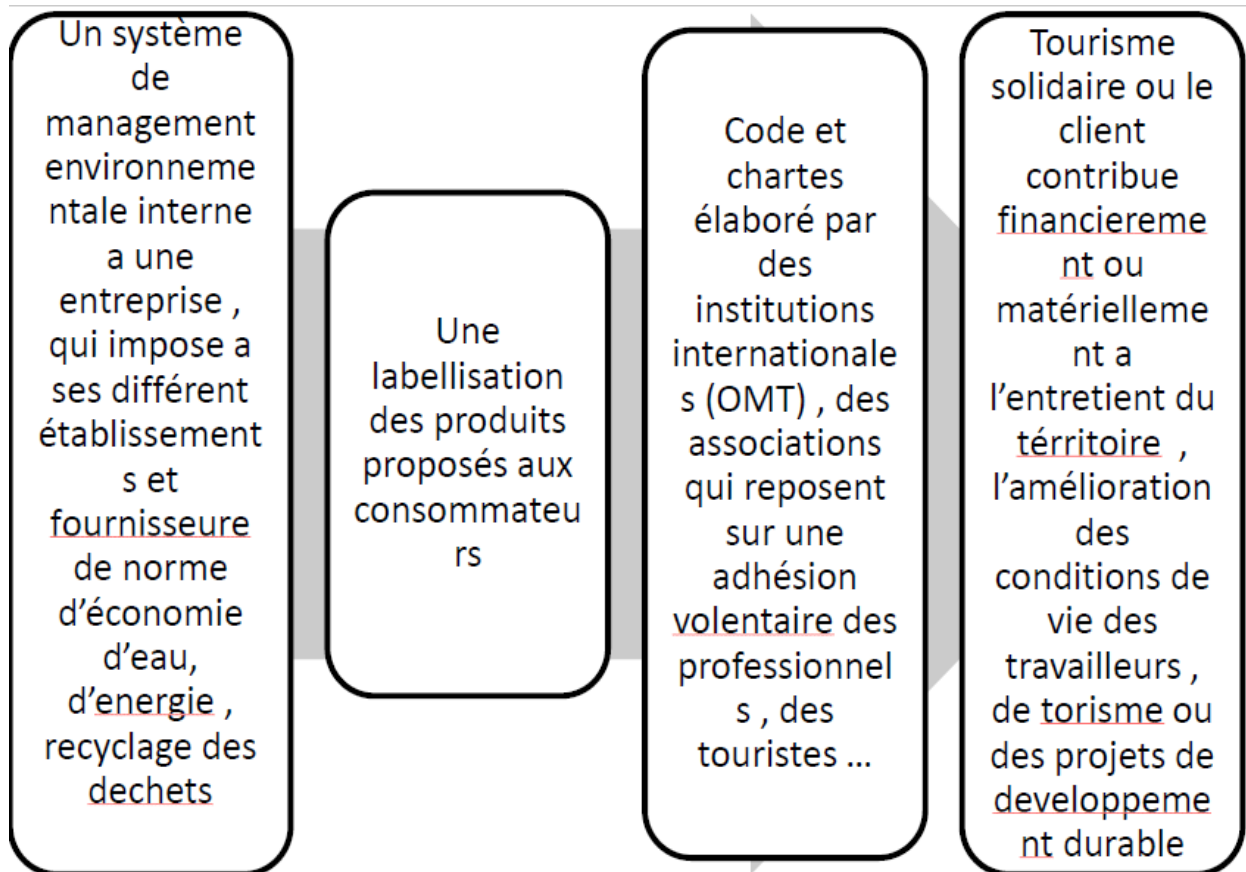 Un système
de
management
environneme
ntale interne
a une
entreprise ,
qui impose a
ses différent
établissement
s et
fournisseure
de norme
d'économie
d'eau,
d'energie ,
recyclage des
dechets
Une
labellisation
des produits
proposés aux
consommateu
rs
Code et
chartes
élaboré par
des
institutions
internationale
s (OMT) , des
associations
qui reposent
sur une
adhésion
volentaire des
professionnel
s , des
touristes ...
Tourisme
solidaire ou le
client
contribue
financiereme
nt ou
matérielleme
nt a
l'entretient du
térritoire ,
l'amélioration
des
conditions de
vie des
travailleurs ,
de torisme ou
des projets de
developpeme
nt durable